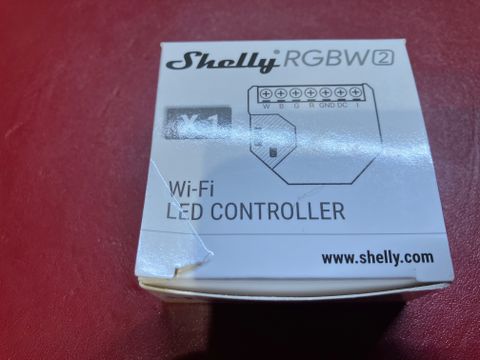 Shelly RGBW2
W B G R GND DC I
X 1
Wi-Fi
LED CONTROLLER
www.shelly.com